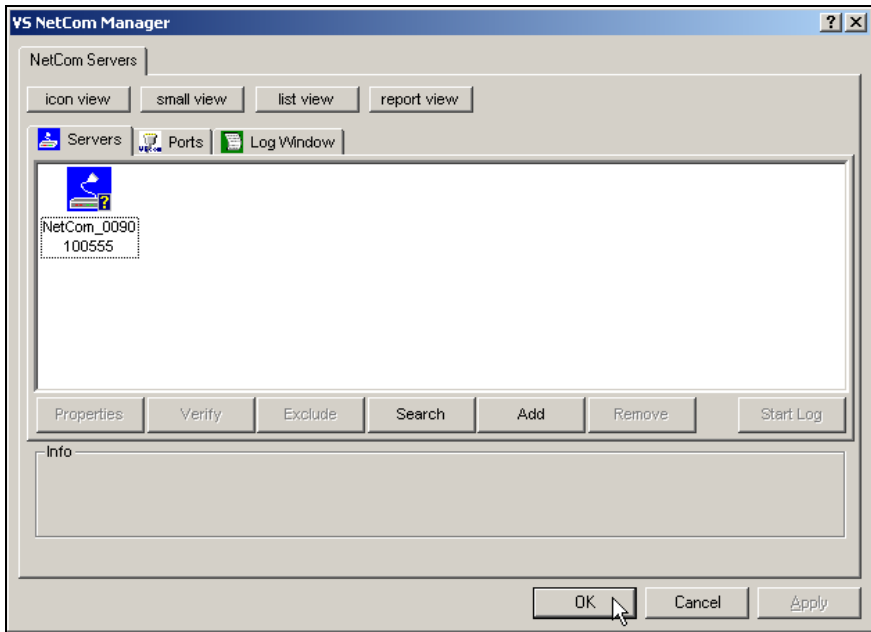 VS NetCom Manager
NetCom Servers
icon view small view list view report view
Servers Ports Log Window
NetCom_0090
100555
Properties Verify Exclude Search Add Remove Start Log
Info
OK Cancel Apply